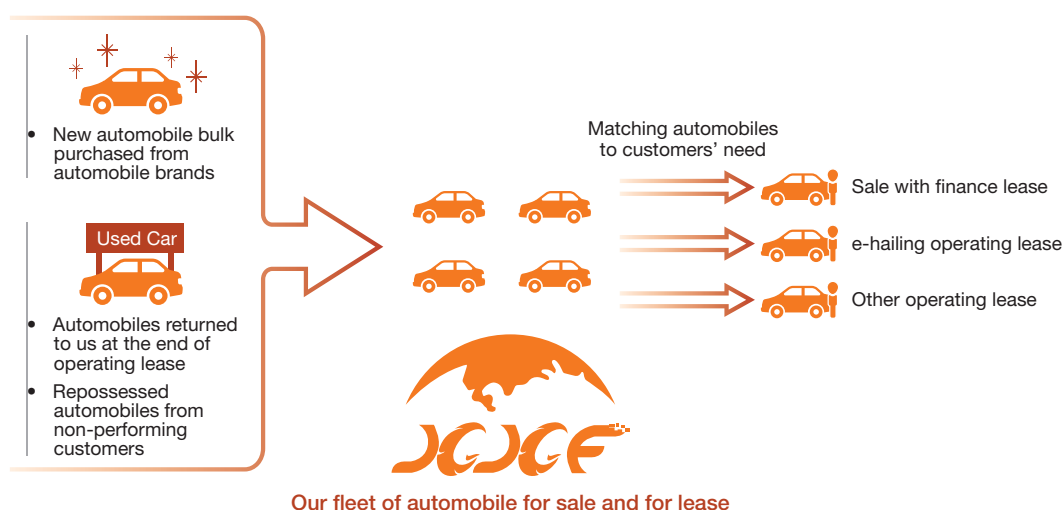 • New automobile bulk
purchased from
automobile brands
Used Car
• Automobiles returned
to us at the end of
operating lease
• Repossessed
automobiles from
non-performing
customers
Matching automobiles
to customers’ need
Sale with finance lease
e-hailing operating lease
Other operating lease
JCJCF
Our fleet of automobile for sale and for lease